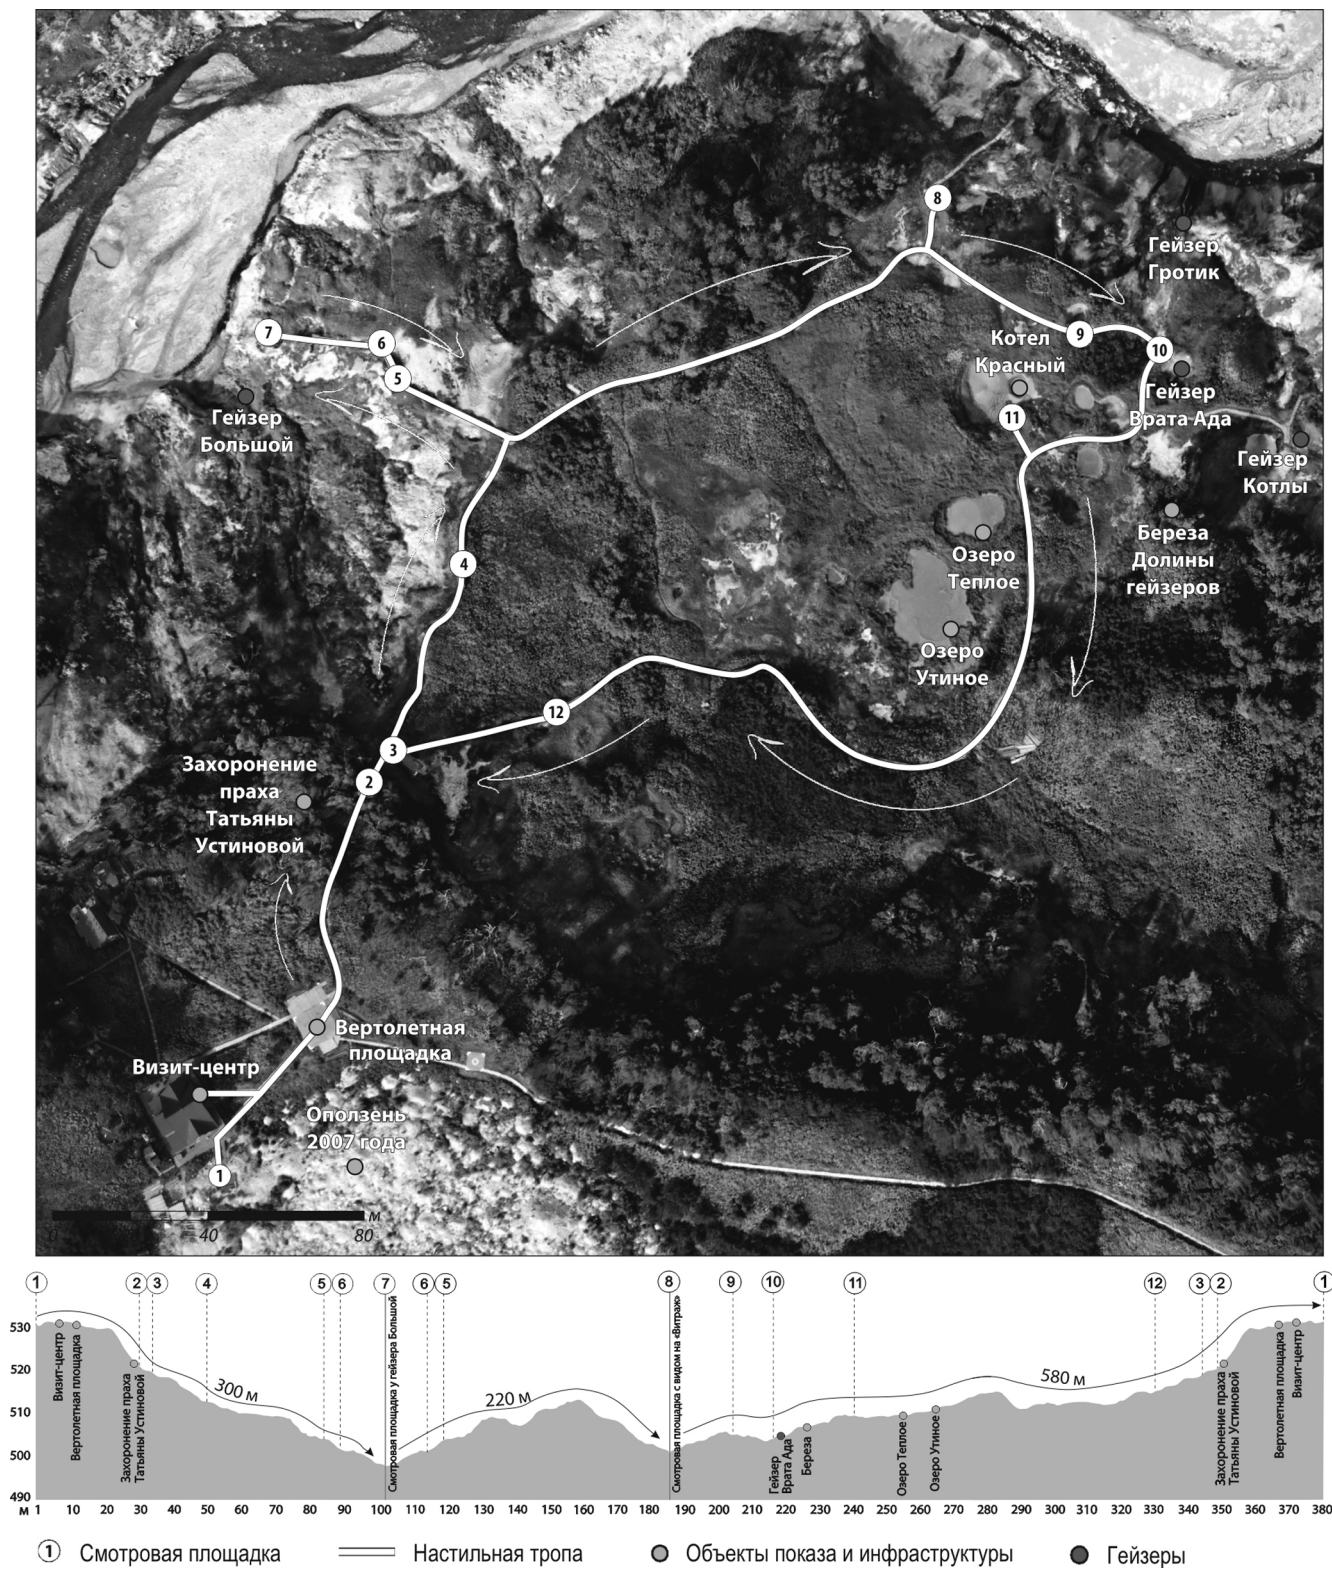 8
Гейзер
Гротик
7
6
5
9
10
Котел
Красный
11
Гейзер
Врата Ада
Гейзер
Большой
Гейзер
Котлы
4
Озеро
Теплое
Береза
Долины
гейзеров
Озеро
Утиное
12
3
2
Захоронение
праха
Татьяны
Устиновой
Вертолетная
площадка
Визит-центр
Оползень
2007 года
1
0 40 80 м
1 2 3 4 5 6 7 6 5 8 9 10 11 12 3 2 1
530
520
510
500
490
м
300 м
220 м
580 м
Визит-центр
Вертолетная площадка
Захоронение праха
Татьяны Устиновой
Смотровая площадка у гейзера Большой
Смотровая площадка с видом на «Витраж»
Гейзер
Врата Ада
Береза
Озеро Теплое
Озеро Утиное
Захоронение праха
Татьяны Устиновой
Вертолетная площадка
Визит-центр
1 10 20 30 40 50 60 70 80 90 100 110 120 130 140 150 160 170 180 190 200 210 220 230 240 250 260 270 280 290 300 310 320 330 340 350 360 370 380
1 Смотровая площадка
Настильная тропа
Объекты показа и инфраструктуры
Гейзеры